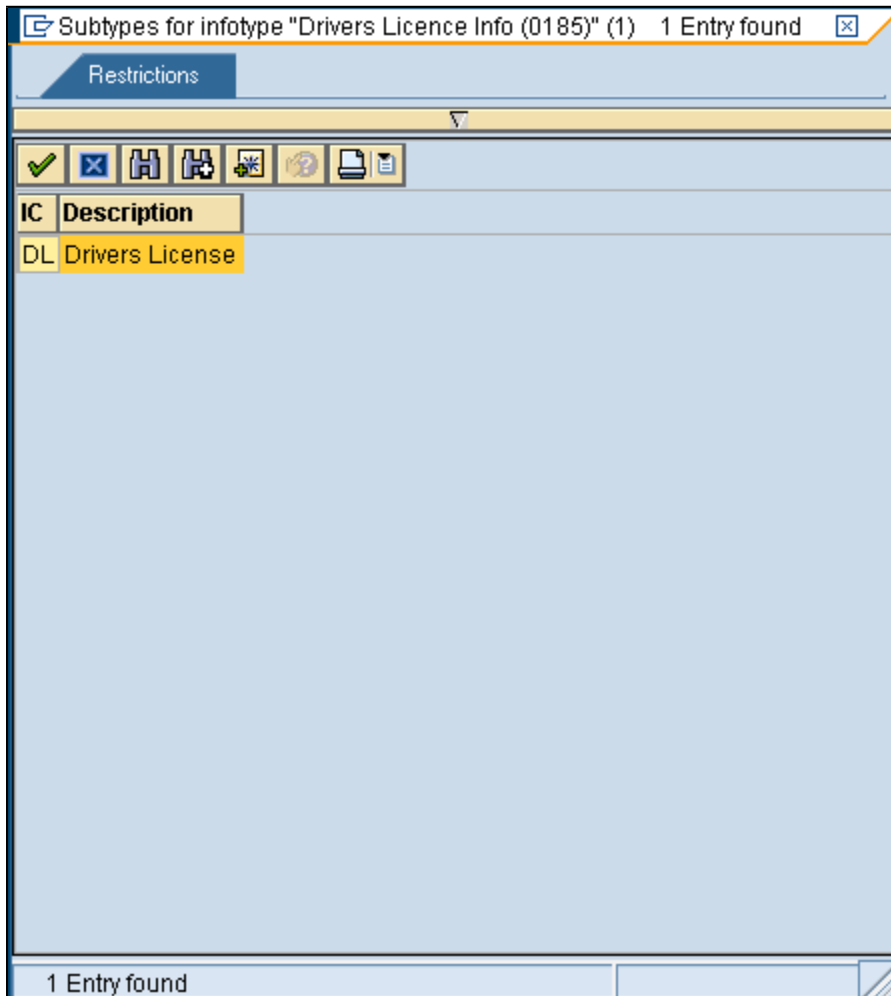 Subtypes for infotype "Drivers Licence Info (0185)" (1) 1 Entry found
Restrictions
IC Description
DL Drivers License
1 Entry found